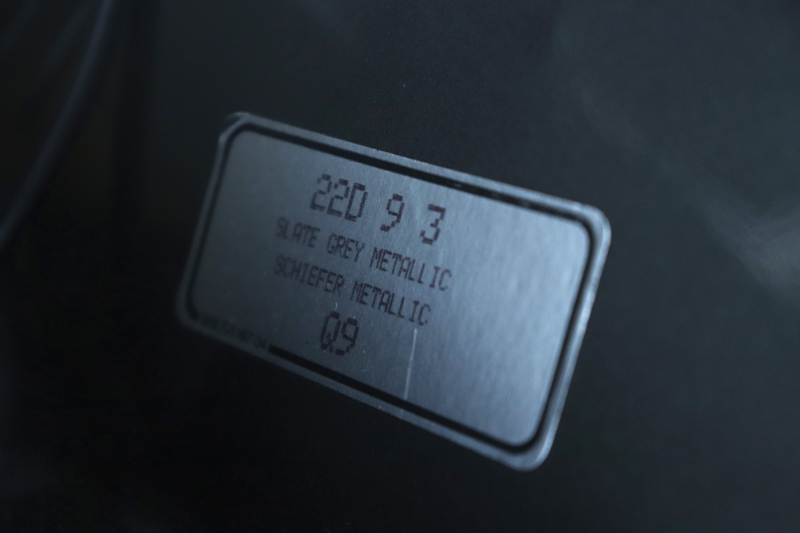 22D 9 3
SLATE GREY METALLIC
SCHIEFER METALLIC
Q9